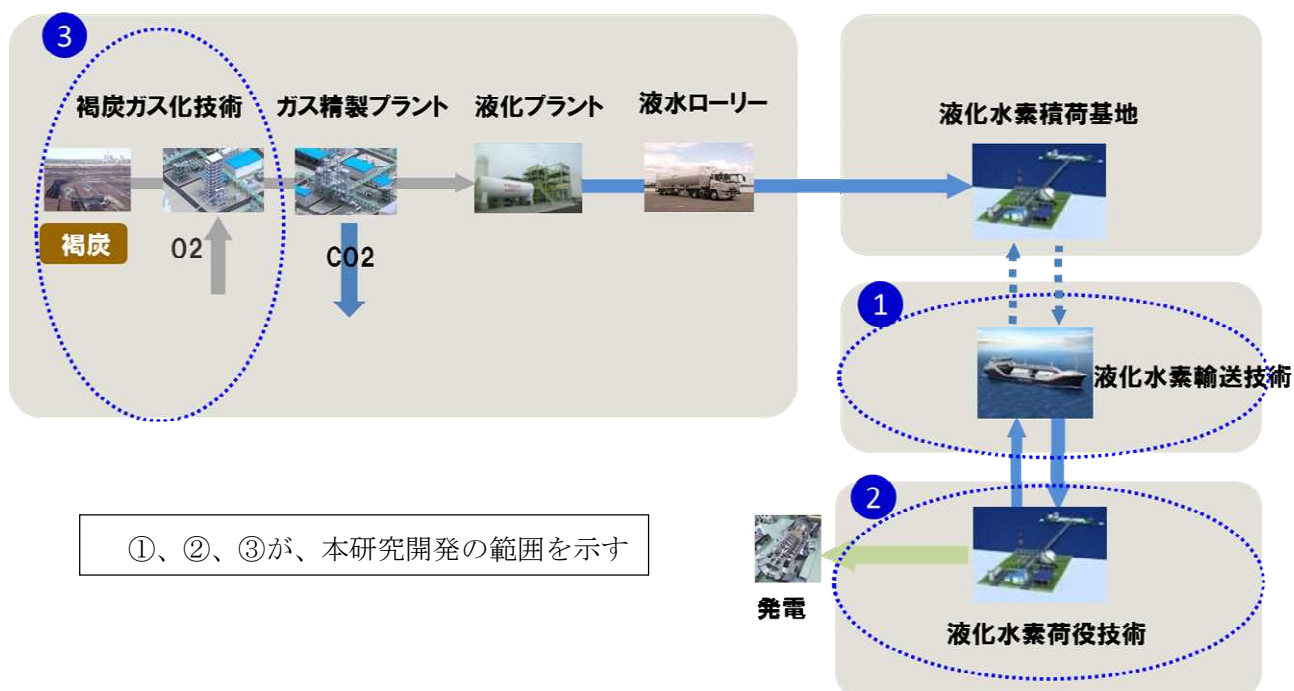 3
褐炭ガス化技術
ガス精製プラント
液化プラント
液水ローリー
褐炭
O2
CO2
液化水素積荷基地
1
液化水素輸送技術
2
発電
液化水素荷役技術
①、②、③が、本研究開発の範囲を示す